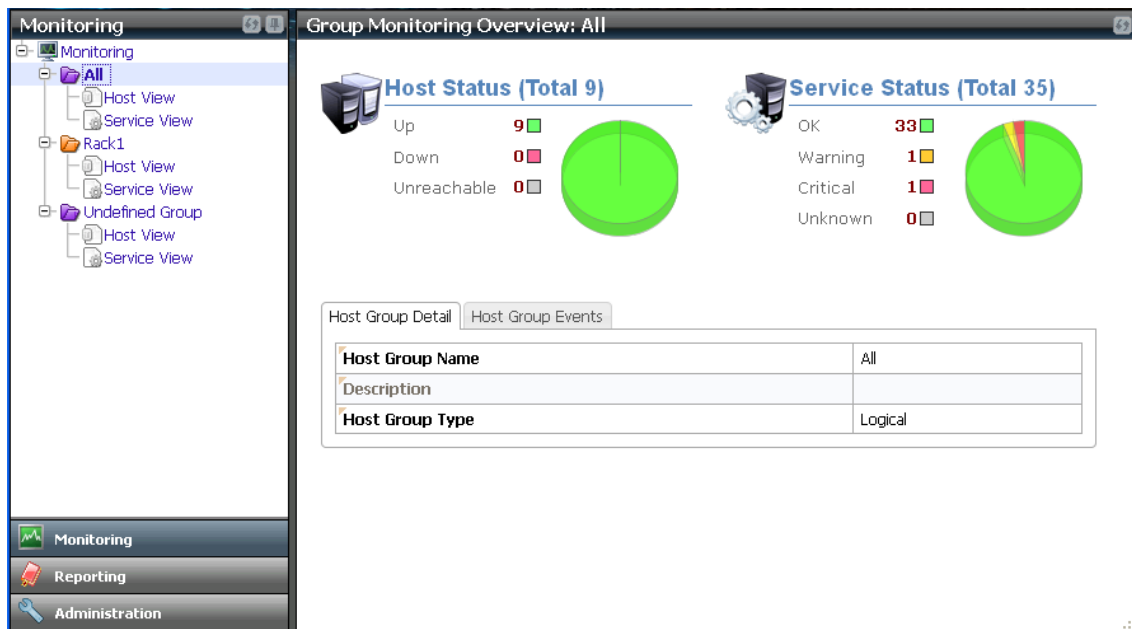 Monitoring
Monitoring
All
Host View
Service View
Rack1
Host View
Service View
Undefined Group
Host View
Service View
Monitoring
Reporting
Administration
Group Monitoring Overview: All
Host Status (Total 9)
Up 9
Down 0
Unreachable 0
Service Status (Total 35)
OK 33
Warning 1
Critical 1
Unknown 0
Host Group Detail Host Group Events
Host Group Name All
Description
Host Group Type Logical